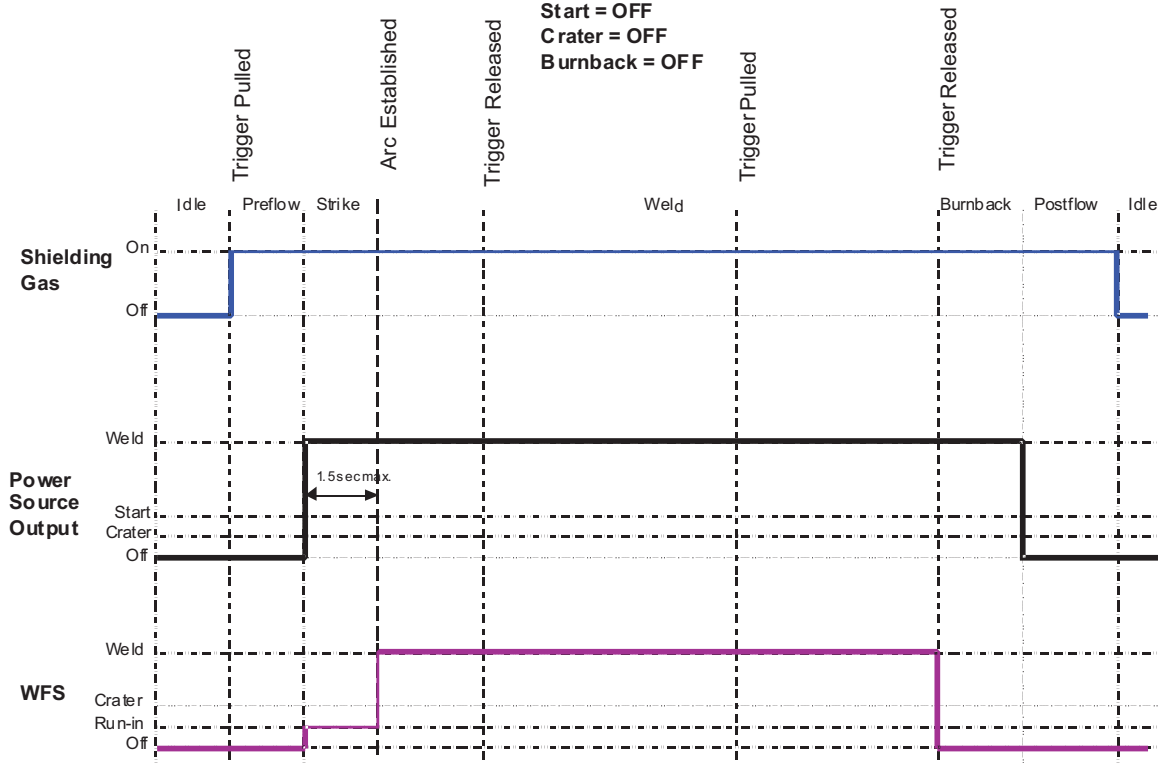 Start = OFF
Crater = OFF
Burnback = OFF
Trigger Pulled
Arc Established
Trigger Released
Trigger Pulled
Trigger Released
Idle Preflow Strike Weld Burnback Postflow Idle
Shielding
Gas
On
Off
Power
Source
Output
Weld
1.5 sec max.
Start
Crater
Off
WFS
Weld
Crater
Run-in
Off